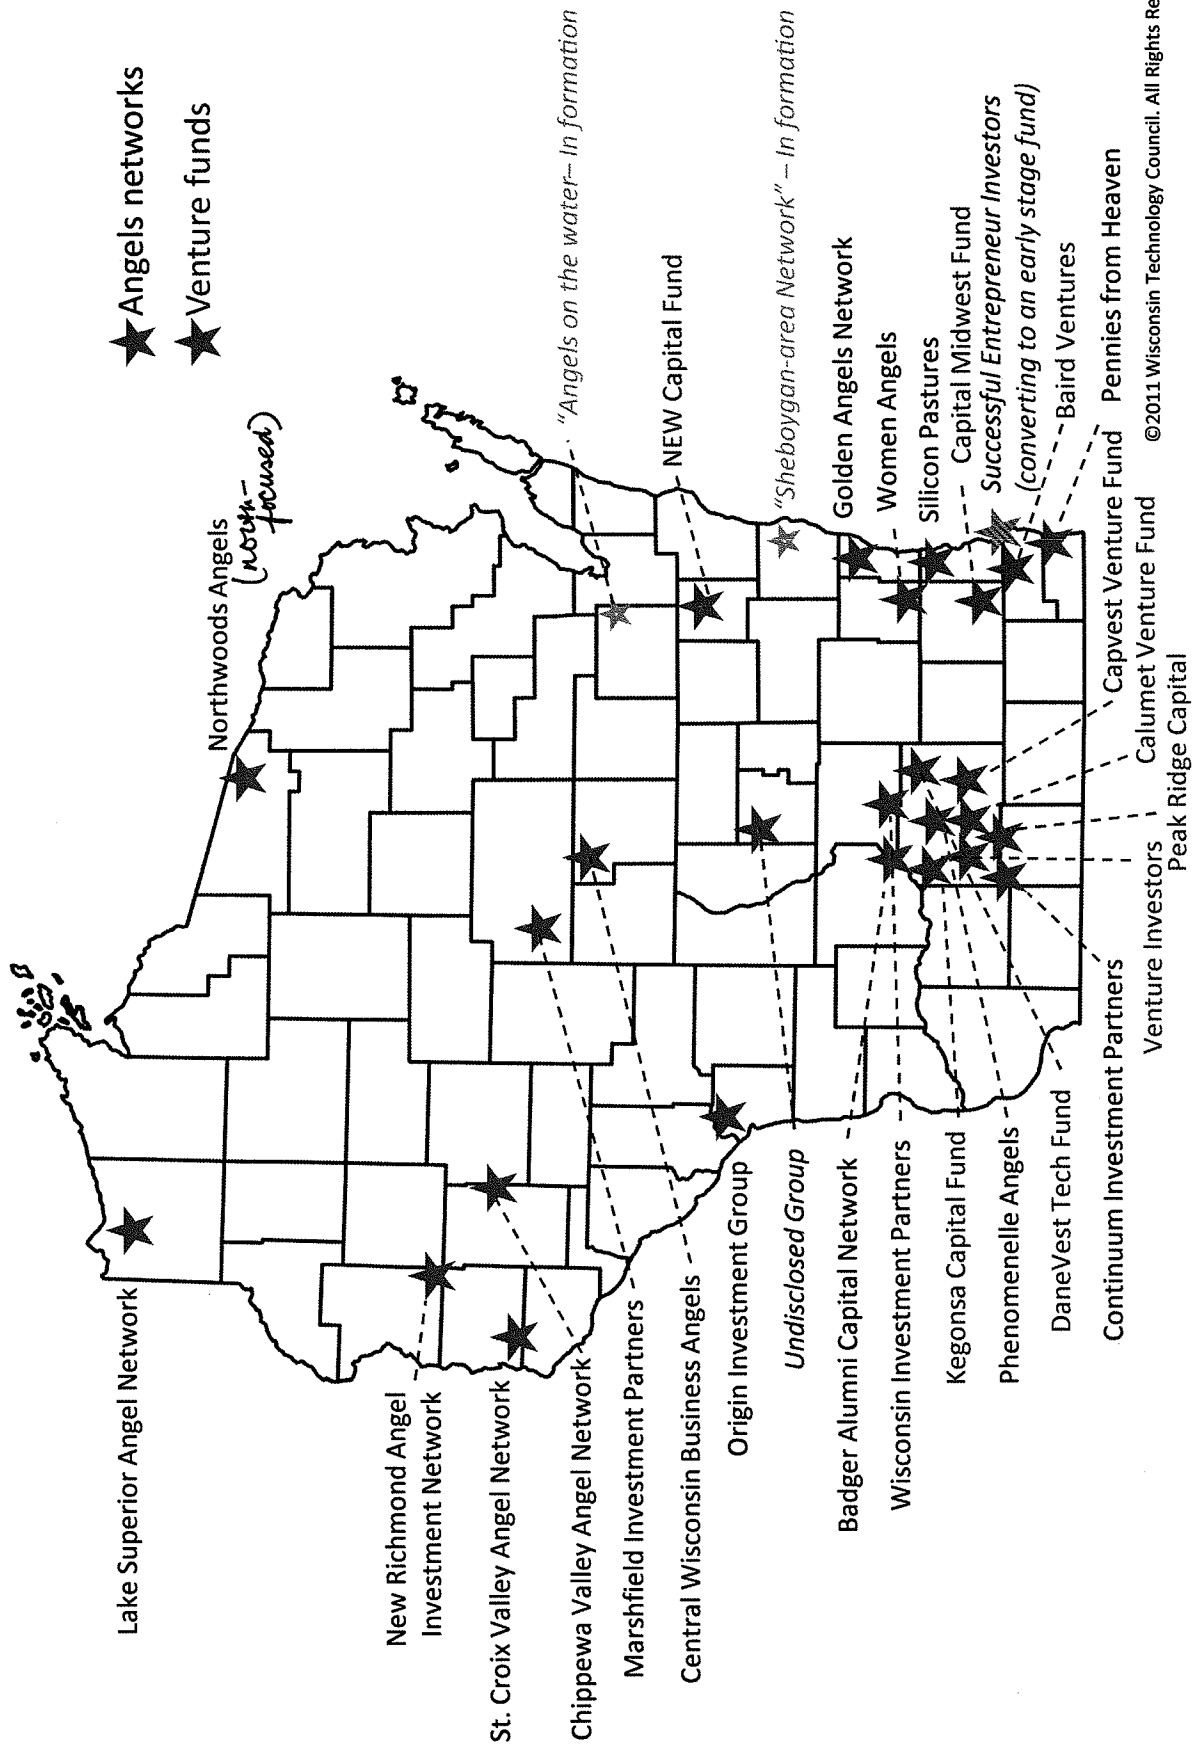 Angels networks
Venture funds
Northwoods Angels
(north-
focused)
Lake Superior Angel Network
New Richmond Angel
Investment Network
St. Croix Valley Angel Network
Chippewa Valley Angel Network
Marshfield Investment Partners
Central Wisconsin Business Angels
Origin Investment Group
Undisclosed Group
Badger Alumni Capital Network
Wisconsin Investment Partners
Kegonsa Capital Fund
Phenomenelle Angels
DaneVest Tech Fund
Continuum Investment Partners
Venture Investors
Peak Ridge Capital
Calumet Venture Fund
Capvest Venture Fund
"Angels on the water– In formation
NEW Capital Fund
"Sheboygan-area Network" – In formation
Golden Angels Network
Women Angels
Silicon Pastures
Capital Midwest Fund
Successful Entrepreneur Investors
(converting to an early stage fund)
Baird Ventures
Pennies from Heaven
©2011 Wisconsin Technology Council. All Rights Re